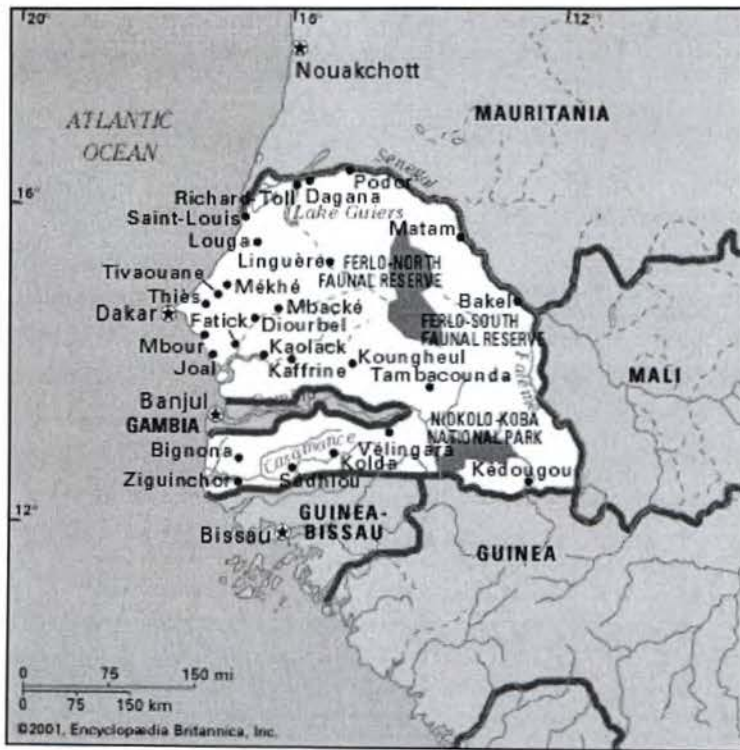 20°
16°
12°
Nouakchott
MAURITANIA
ATLANTIC
OCEAN
Senegal
Podor
16°
Richard-Toll
Dagana
Lake Guiers
Saint-Louis
Matam
Louga
Linguère
FERLO-NORTH
FAUNAL RESERVE
Tivaouane
Mékhé
Thiès
Mbacké
Bakel
Dakar
Fatick
Diourbel
FERLO-SOUTH
FAUNAL RESERVE
Mbour
Kaolack
Koungheul
Joal
Kaffrine
Tambacounda
Falémé
MALI
Banjul
Gambia
GAMBIA
NIOKOLO-KOBA
NATIONAL PARK
Bignona
Casamance
Vélingara
Kolda
Ziguinchor
Sédhiou
Kédougou
12°
GUINEA-
BISSAU
Bissau
GUINEA
0 75 150 mi
0 75 150 km
©2001, Encyclopædia Britannica, Inc.